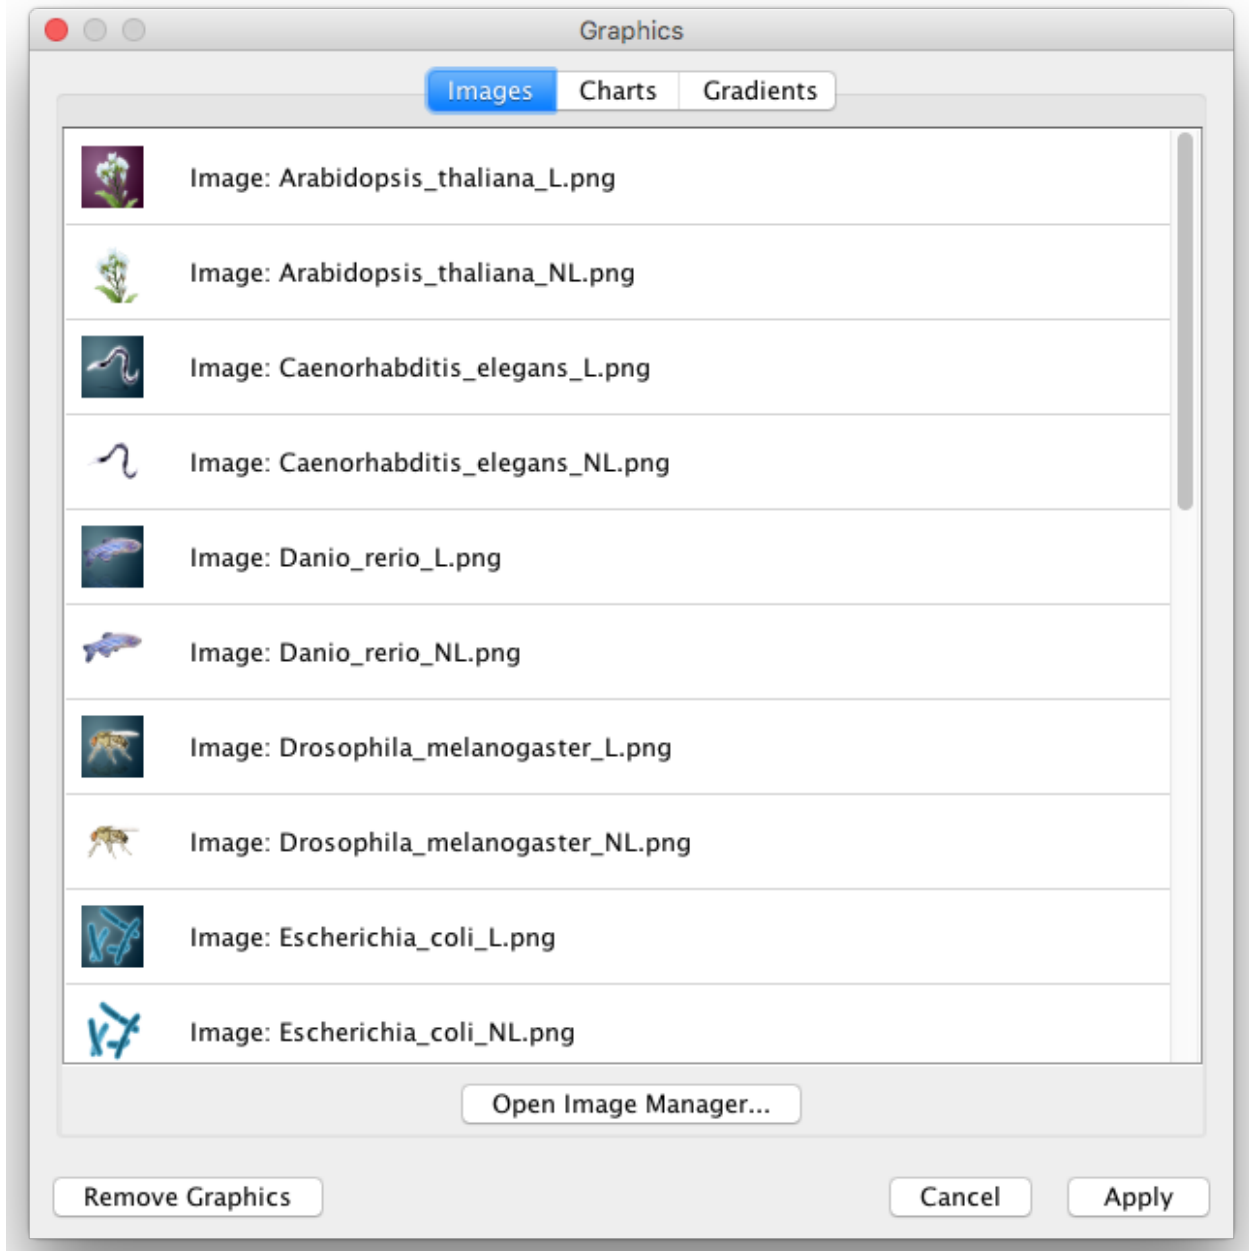 Graphics
Images Charts Gradients
Image: Arabidopsis_thaliana_L.png
Image: Arabidopsis_thaliana_NL.png
Image: Caenorhabditis_elegans_L.png
Image: Caenorhabditis_elegans_NL.png
Image: Danio_rerio_L.png
Image: Danio_rerio_NL.png
Image: Drosophila_melanogaster_L.png
Image: Drosophila_melanogaster_NL.png
Image: Escherichia_coli_L.png
Image: Escherichia_coli_NL.png
Open Image Manager...
Remove Graphics Cancel Apply